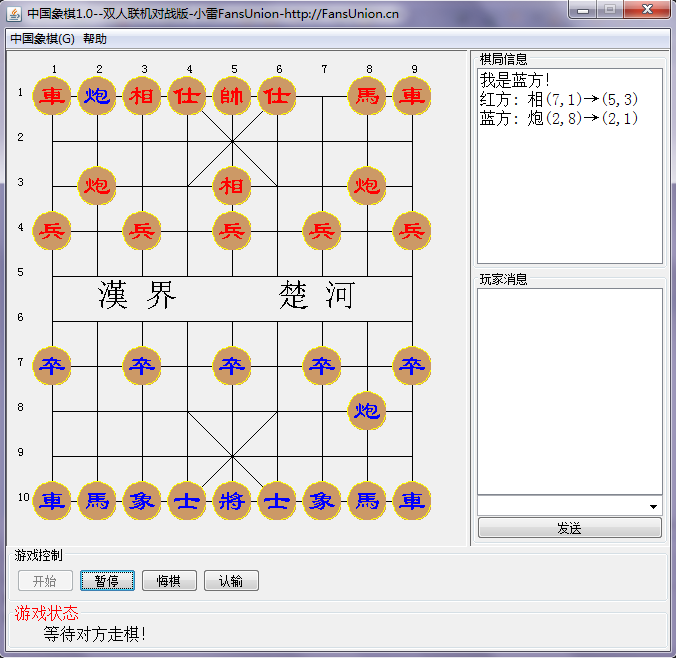 中国象棋1.0--双人联机对战版-小雷FansUnion-http://FansUnion.cn
中国象棋(G) 帮助
1 2 3 4 5 6 7 8 9
1 車 炮 相 仕 帥 仕 馬 車
2
3 炮 相 炮
4 兵 兵 兵 兵 兵
5
漢 界 楚 河
6
7 卒 卒 卒 卒 卒
8 炮
9
10 車 馬 象 士 將 士 象 馬 車
棋局信息
我是蓝方!
红方: 相(7,1)→(5,3)
蓝方: 炮(2,8)→(2,1)
玩家消息
发送
游戏控制
开始 暂停 悔棋 认输
游戏状态
等待对方走棋!